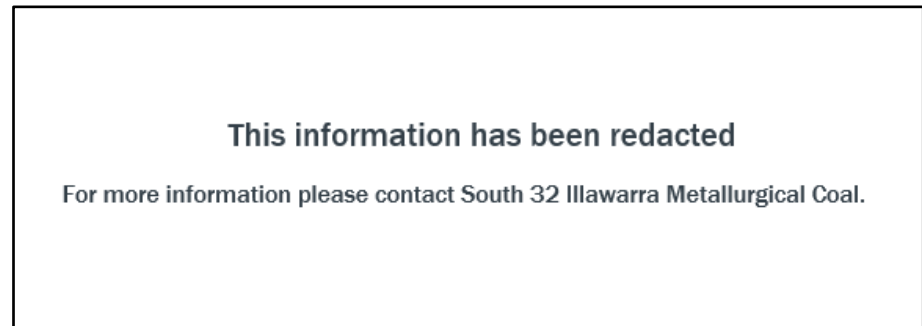 This information has been redacted
For more information please contact South 32 Illawarra Metallurgical Coal.